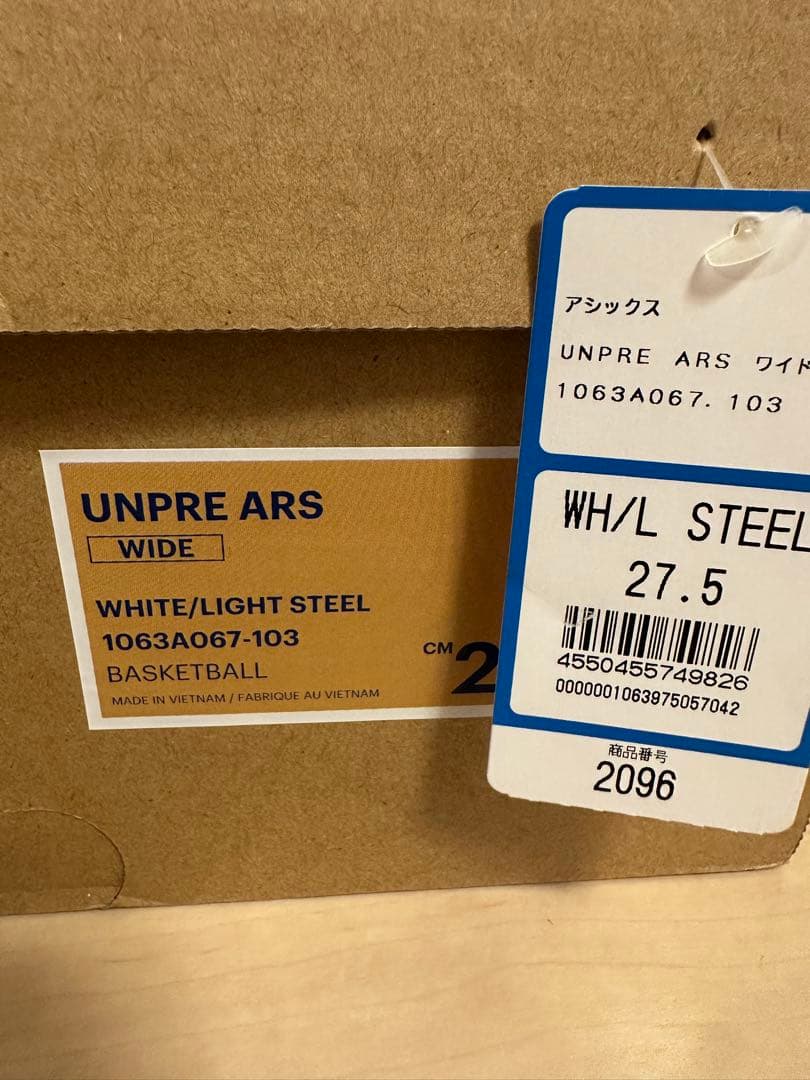 UNPRE ARS
WIDE
WHITE/LIGHT STEEL
1063A067-103
BASKETBALL
MADE IN VIETNAM / FABRIQUE AU VIETNAM
CM 2
アシックス
UNPRE ARS ワイド
1063A067. 103
WH/L STEEL
27.5
4550455749826
0000001063975057042
商品番号
2096